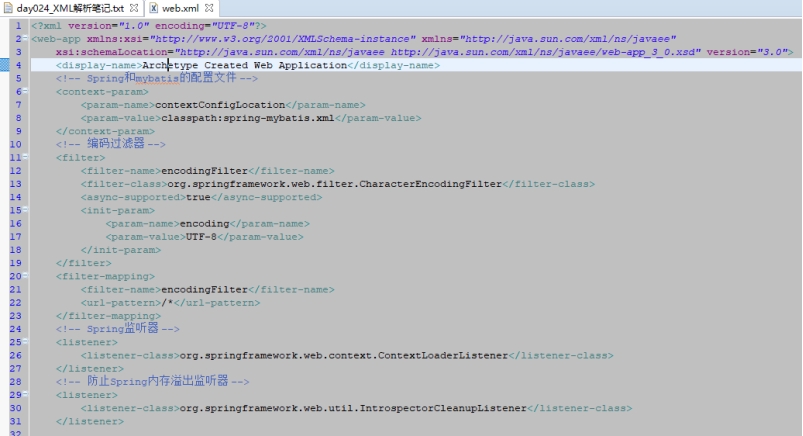 day024_XML解析笔记.txt web.xml
1 <?xml version="1.0" encoding="UTF-8"?>
2 <web-app xmlns:xsi="http://www.w3.org/2001/XMLSchema-instance" xmlns="http://java.sun.com/xml/ns/javaee"
3 xsi:schemaLocation="http://java.sun.com/xml/ns/javaee http://java.sun.com/xml/ns/javaee/web-app_3_0.xsd" version="3.0">
4 <display-name>Archetype Created Web Application</display-name>
5 <!-- Spring和mybatis的配置文件 -->
6 <context-param>
7 <param-name>contextConfigLocation</param-name>
8 <param-value>classpath:spring-mybatis.xml</param-value>
9 </context-param>
10 <!-- 编码过滤器 -->
11 <filter>
12 <filter-name>encodingFilter</filter-name>
13 <filter-class>org.springframework.web.filter.CharacterEncodingFilter</filter-class>
14 <async-supported>true</async-supported>
15 <init-param>
16 <param-name>encoding</param-name>
17 <param-value>UTF-8</param-value>
18 </init-param>
19 </filter>
20 <filter-mapping>
21 <filter-name>encodingFilter</filter-name>
22 <url-pattern>/*</url-pattern>
23 </filter-mapping>
24 <!-- Spring监听器 -->
25 <listener>
26 <listener-class>org.springframework.web.context.ContextLoaderListener</listener-class>
27 </listener>
28 <!-- 防止Spring内存溢出监听器 -->
29 <listener>
30 <listener-class>org.springframework.web.util.IntrospectorCleanupListener</listener-class>
31 </listener>
32